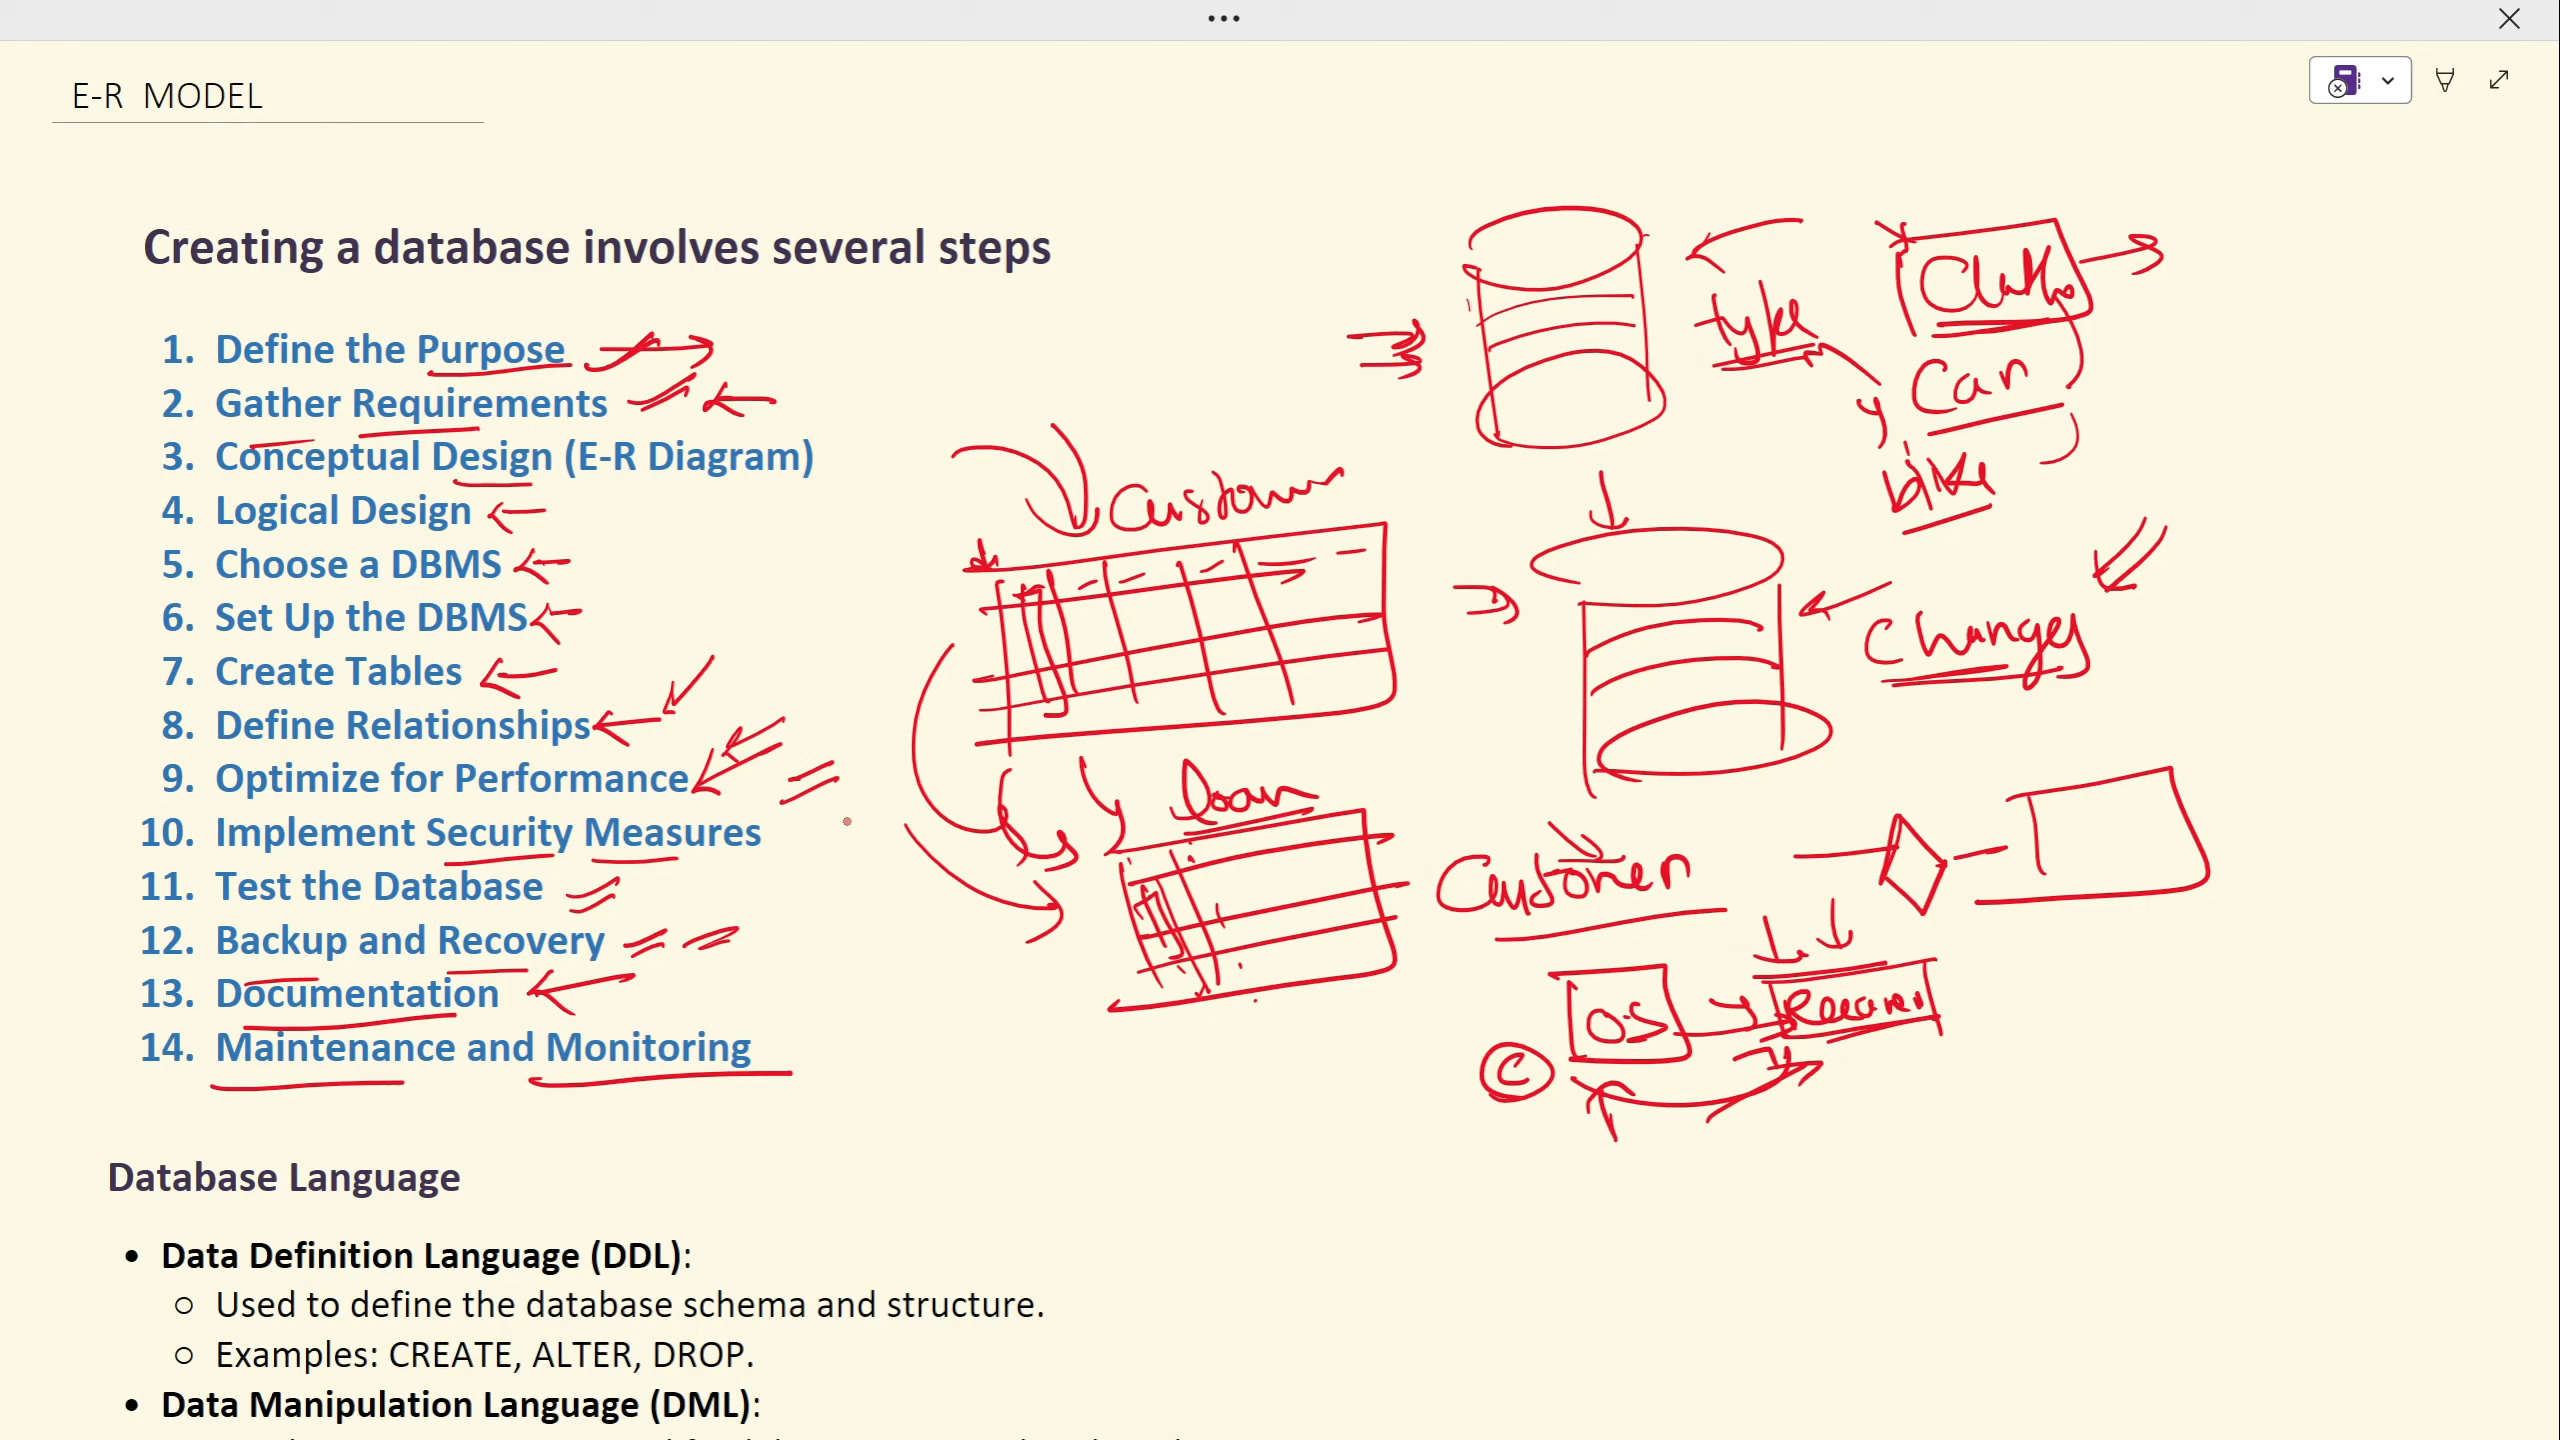 E-R MODEL
Creating a database involves several steps
1. Define the Purpose
2. Gather Requirements
3. Conceptual Design (E-R Diagram)
4. Logical Design
5. Choose a DBMS
6. Set Up the DBMS
7. Create Tables
8. Define Relationships
9. Optimize for Performance
10. Implement Security Measures
11. Test the Database
12. Backup and Recovery
13. Documentation
14. Maintenance and Monitoring
type
Car
bike
Customer
Changes
Loan
Customer
OS
C
Database Language
• Data Definition Language (DDL):
○ Used to define the database schema and structure.
○ Examples: CREATE, ALTER, DROP.
• Data Manipulation Language (DML):